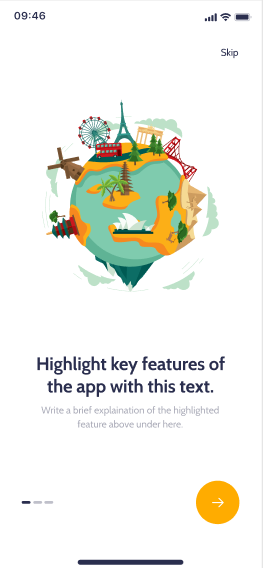 09:46
Skip
Highlight key features of
the app with this text.
Write a brief explaination of the highlighted
feature above under here.